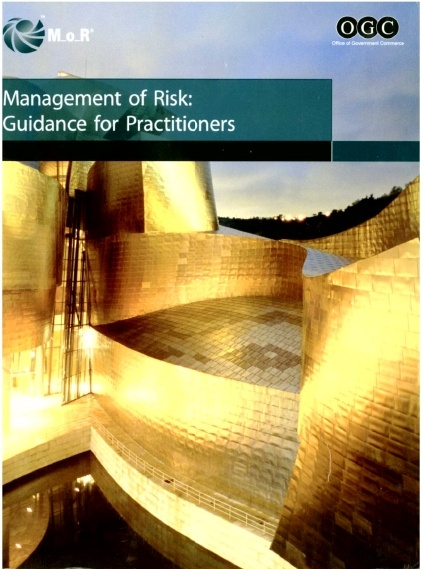 M_o_R®
OGC
Office of Government Commerce
Management of Risk:
Guidance for Practitioners